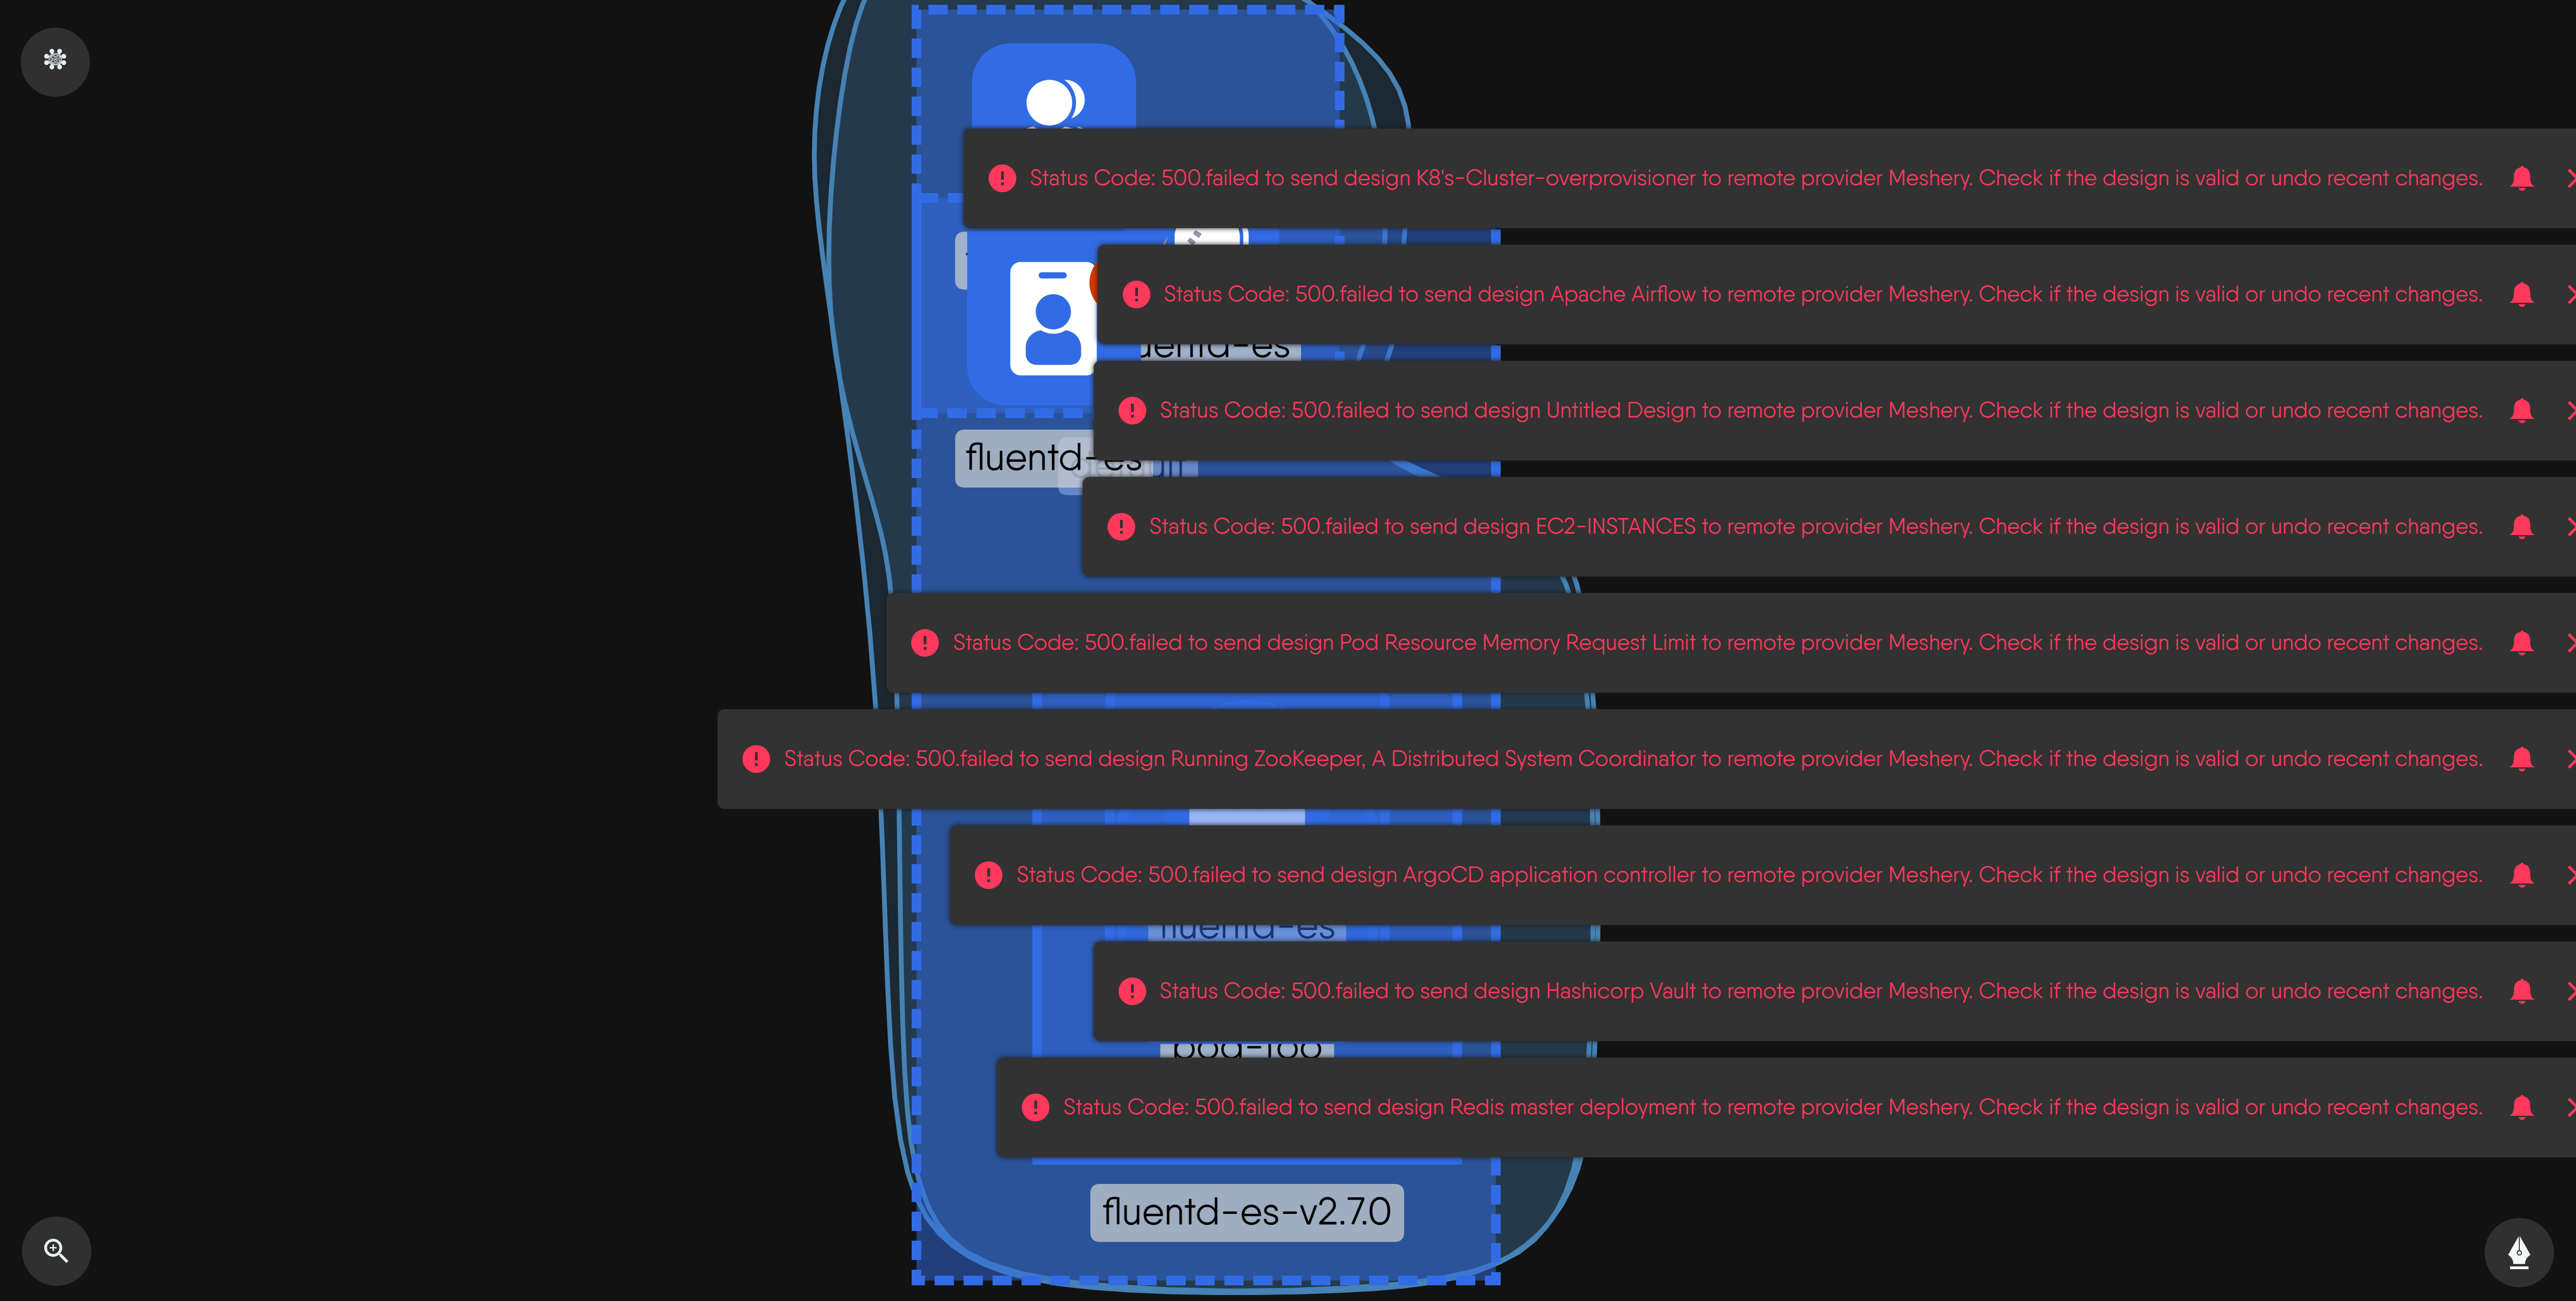 Status Code: 500.failed to send design K8's-Cluster-overprovisioner to remote provider Meshery. Check if the design is valid or undo recent changes.
Status Code: 500.failed to send design Apache Airflow to remote provider Meshery. Check if the design is valid or undo recent changes.
uentd-es
Status Code: 500.failed to send design Untitled Design to remote provider Meshery. Check if the design is valid or undo recent changes.
fluentd-es
Status Code: 500.failed to send design EC2-INSTANCES to remote provider Meshery. Check if the design is valid or undo recent changes.
Status Code: 500.failed to send design Pod Resource Memory Request Limit to remote provider Meshery. Check if the design is valid or undo recent changes.
Status Code: 500.failed to send design Running ZooKeeper, A Distributed System Coordinator to remote provider Meshery. Check if the design is valid or undo recent changes.
Status Code: 500.failed to send design ArgoCD application controller to remote provider Meshery. Check if the design is valid or undo recent changes.
fluentd-es
Status Code: 500.failed to send design Hashicorp Vault to remote provider Meshery. Check if the design is valid or undo recent changes.
Status Code: 500.failed to send design Redis master deployment to remote provider Meshery. Check if the design is valid or undo recent changes.
fluentd-es-v2.7.0